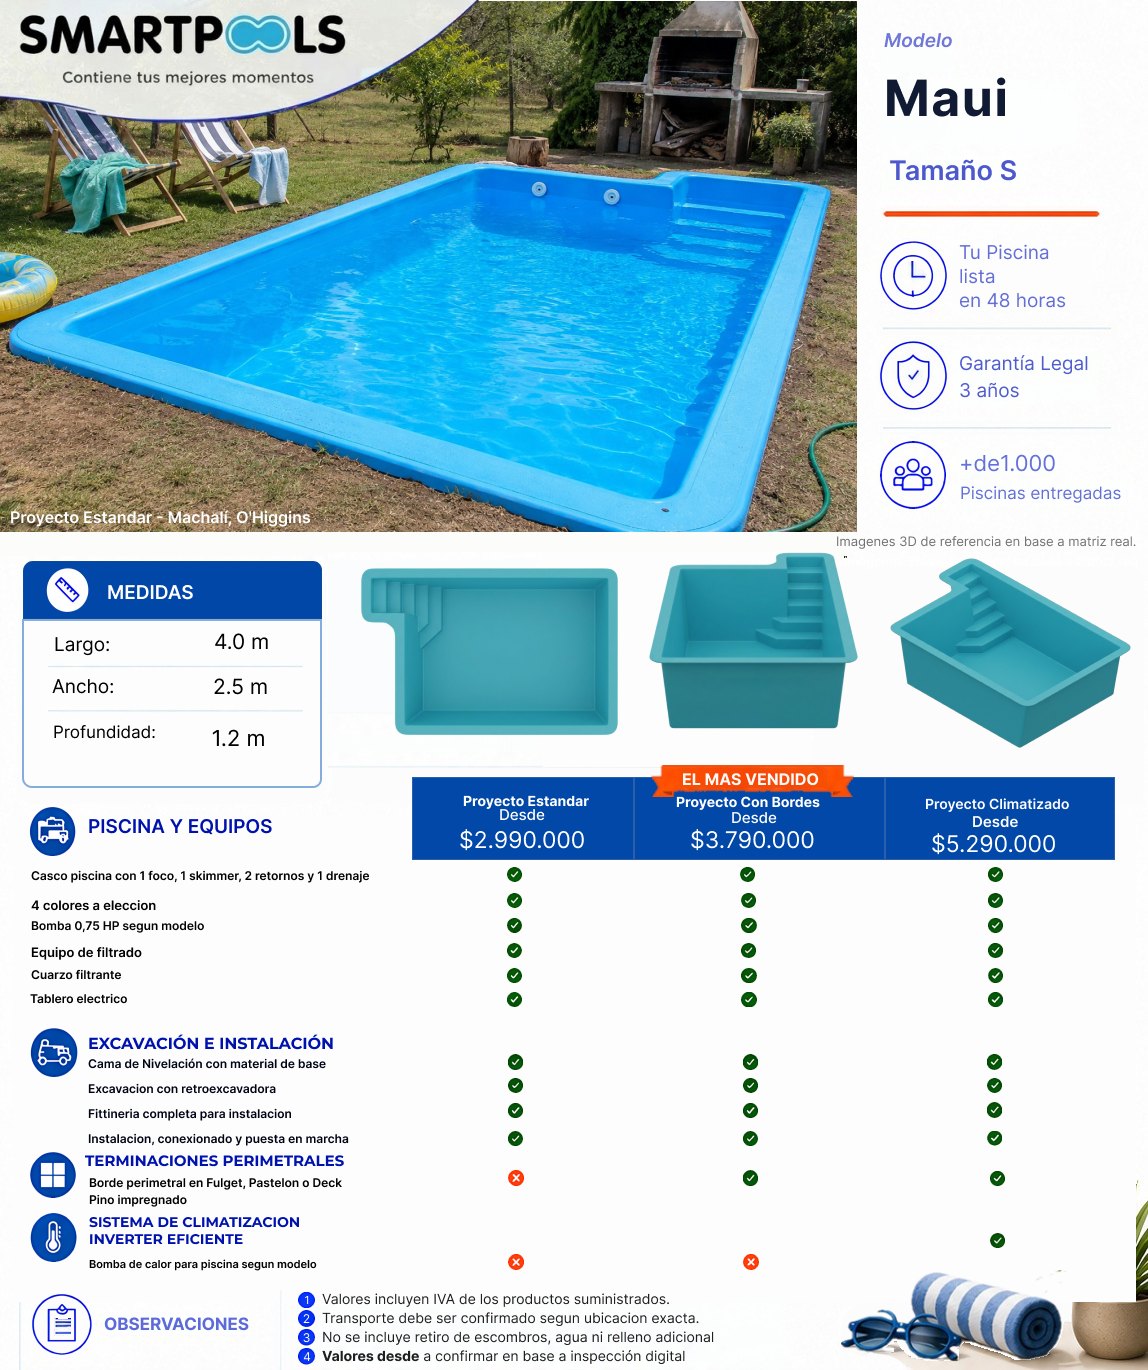 SMARTPOOLS
Contiene tus mejores momentos
Modelo
Maui
Tamaño S
Tu Piscina
lista
en 48 horas
Garantía Legal
3 años
+de1.000
Piscinas entregadas
Proyecto Estandar - Machalí, O'Higgins
Imagenes 3D de referencia en base a matriz real.
MEDIDAS
Largo: 4.0 m
Ancho: 2.5 m
Profundidad: 1.2 m
EL MAS VENDIDO
Proyecto Estandar
Desde
$2.990.000
Proyecto Con Bordes
Desde
$3.790.000
Proyecto Climatizado
Desde
$5.290.000
PISCINA Y EQUIPOS
Casco piscina con 1 foco, 1 skimmer, 2 retornos y 1 drenaje
4 colores a eleccion
Bomba 0,75 HP segun modelo
Equipo de filtrado
Cuarzo filtrante
Tablero electrico
EXCAVACIÓN E INSTALACIÓN
Cama de Nivelación con material de base
Excavacion con retroexcavadora
Fittineria completa para instalacion
Instalacion, conexionado y puesta en marcha
TERMINACIONES PERIMETRALES
Borde perimetral en Fulget, Pastelon o Deck
Pino impregnado
SISTEMA DE CLIMATIZACION
INVERTER EFICIENTE
Bomba de calor para piscina segun modelo
OBSERVACIONES
1 Valores incluyen IVA de los productos suministrados.
2 Transporte debe ser confirmado segun ubicacion exacta.
3 No se incluye retiro de escombros, agua ni relleno adicional
4 Valores desde a confirmar en base a inspección digital